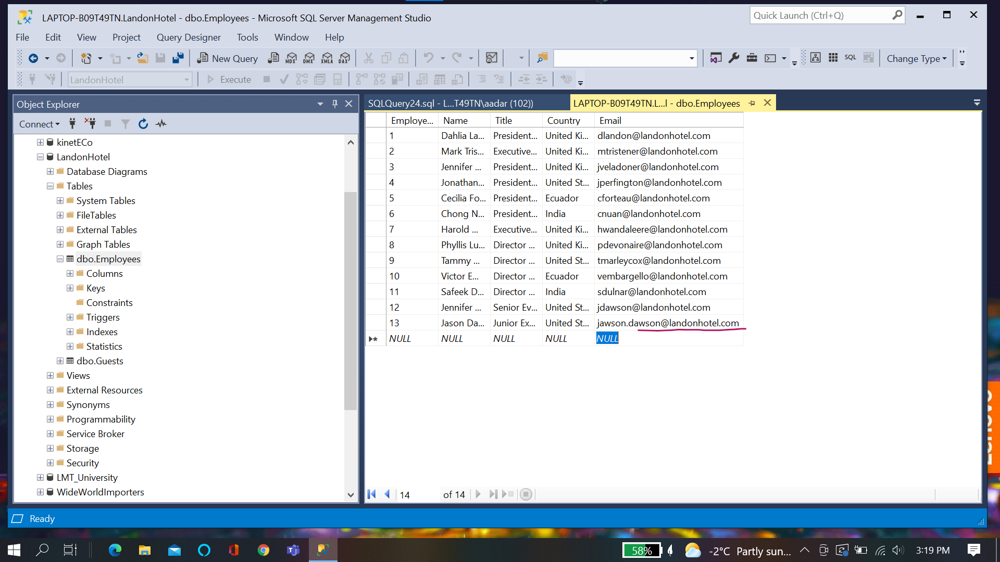 LAPTOP-B09T49TN.LandonHotel - dbo.Employees - Microsoft SQL Server Management Studio
Quick Launch (Ctrl+Q)
File Edit View Project Query Designer Tools Window Help
New Query MDX DMX XMLA DAX SQL Change Type
LandonHotel Execute
Object Explorer
Connect
kinetECo
LandonHotel
Database Diagrams
Tables
System Tables
FileTables
External Tables
Graph Tables
dbo.Employees
Columns
Keys
Constraints
Triggers
Indexes
Statistics
dbo.Guests
Views
External Resources
Synonyms
Programmability
Service Broker
Storage
Security
LMT_University
WideWorldImporters
SQLQuery24.sql - L...T49TN\aadar (102))
LAPTOP-B09T49TN.L...l - dbo.Employees
Employe... Name Title Country Email
1 Dahlia La... President... United Ki... dlandon@landonhotel.com
2 Mark Tris... Executive... United Ki... mtristener@landonhotel.com
3 Jennifer ... President... United Ki... jveladoner@landonhotel.com
4 Jonathan... President... United St... jperfington@landonhotel.com
5 Cecilia Fo... President... Ecuador cforteau@landonhotel.com
6 Chong N... President... India cnuan@landonhotel.com
7 Harold ... Executive... United Ki... hwandaleere@landonhotel.com
8 Phyllis Lu... Director ... United Ki... pdevonaire@landonhotel.com
9 Tammy ... Director ... United St... tmarleycox@landonhotel.com
10 Victor E... Director ... Ecuador vembargello@landonhotel.com
11 Safeek D... Director ... India sdulnar@landonhotel.com
12 Jennifer ... Senior Ev... United St... jdawson@landonhotel.com
13 Jason Da... Junior Ex... United St... jawson.dawson@landonhotel.com
NULL NULL NULL NULL NULL
14 of 14
Ready
Lenovo
58% -2°C Partly sun... 3:19 PM